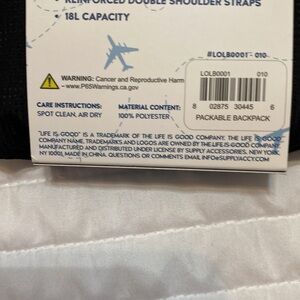 • REINFORCED DOUBLE SHOULDER STRAPS
• 18L CAPACITY
#LOLB0001 - 010
LOLB0001 010
WARNING: Cancer and Reproductive Harm
- www.P65Warnings.ca.gov
8 02875 30445 6
PACKABLE BACKPACK
CARE INSTRUCTIONS: MATERIAL CONTENT:
SPOT CLEAN, AIR DRY 100% POLYESTER
"LIFE IS GOOD" IS A TRADEMARK OF THE LIFE IS GOOD COMPANY. THE LIFE IS GOOD
COMPANY NAME, TRADEMARKS AND LOGOS ARE OWNED BY THE LIFE IS GOOD COMPANY.
MANUFACTURED AND DISTRIBUTED UNDER LICENSE BY SUPPLY ACCESSORIES. NEW YORK,
NY 10001. MADE IN CHINA. QUESTIONS OR COMMENTS EMAIL INFO@SUPPLYACCY.COM